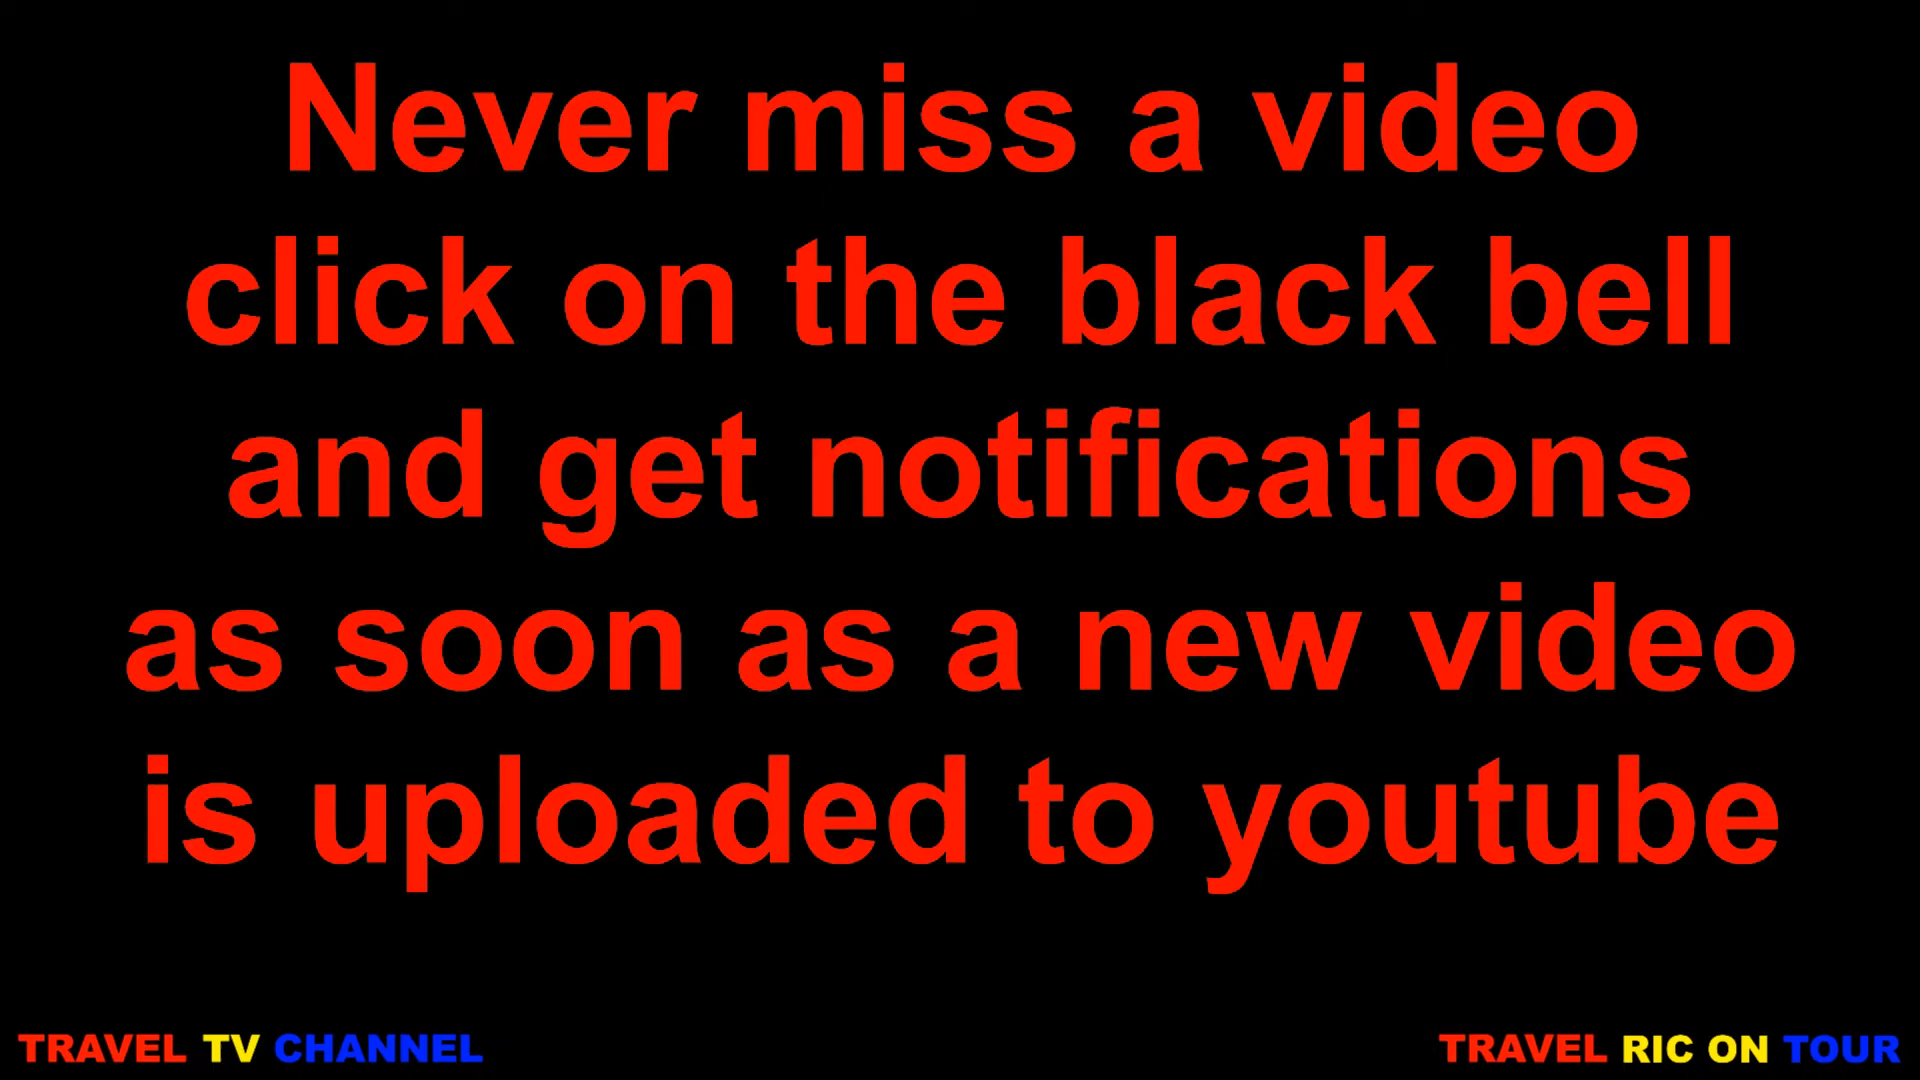 Never miss a video
click on the black bell
and get notifications
as soon as a new video
is uploaded to youtube
TRAVEL TV CHANNEL
TRAVEL RIC ON TOUR